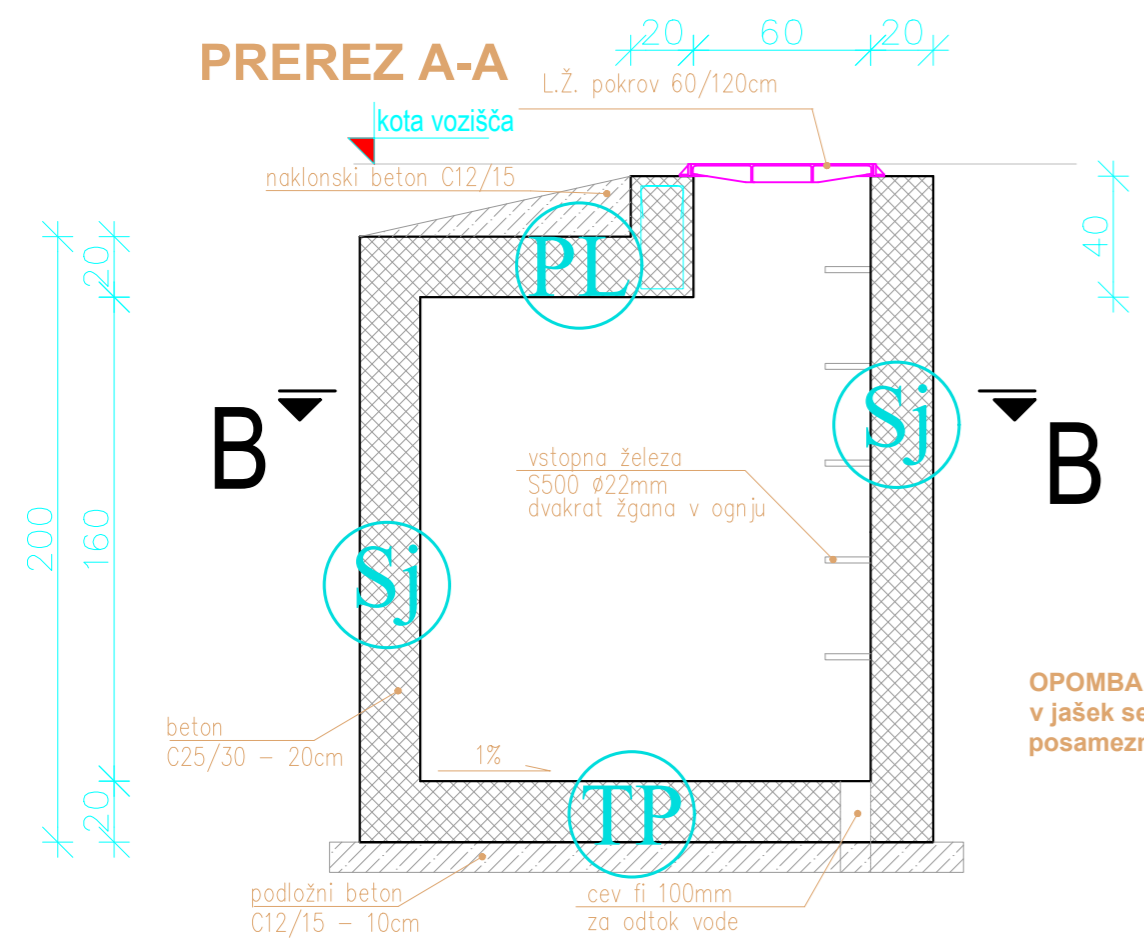 PREREZ A-A
20
60
20
L.Ž. pokrov 60/120cm
kota vozišča
naklonski beton C12/15
PL
20
40
B
Sj
B
vstopna železa
S500 ø22mm
dvakrat žgana v ognju
200
160
Sj
OPOMBA
v jašek se
posamezn
beton
C25/30 – 20cm
1%
TP
20
podložni beton
C12/15 – 10cm
cev fi 100mm
za odtok vode